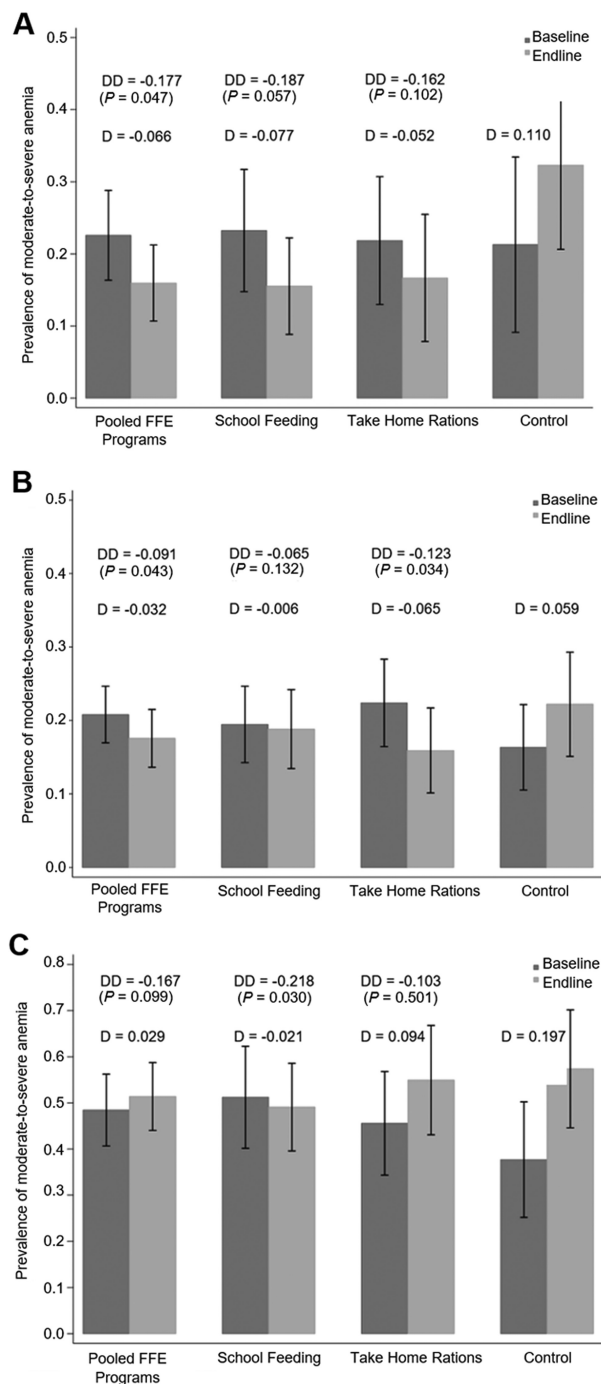 A
Prevalence of moderate-to-severe anemia
0.5
0.4
0.3
0.2
0.1
0.0
Baseline
Endline
DD = -0.177
(P = 0.047)
D = -0.066
DD = -0.187
(P = 0.057)
D = -0.077
DD = -0.162
(P = 0.102)
D = -0.052
D = 0.110
Pooled FFE
Programs
School Feeding
Take Home Rations
Control
B
Prevalence of moderate-to-severe anemia
0.5
0.4
0.3
0.2
0.1
0.0
Baseline
Endline
DD = -0.091
(P = 0.043)
D = -0.032
DD = -0.065
(P = 0.132)
D = -0.006
DD = -0.123
(P = 0.034)
D = -0.065
D = 0.059
Pooled FFE
Programs
School Feeding
Take Home Rations
Control
C
Prevalence of moderate-to-severe anemia
0.8
0.7
0.6
0.5
0.4
0.3
0.2
0.1
0.0
Baseline
Endline
DD = -0.167
(P = 0.099)
D = 0.029
DD = -0.218
(P = 0.030)
D = -0.021
DD = -0.103
(P = 0.501)
D = 0.094
D = 0.197
Pooled FFE
Programs
School Feeding
Take Home Rations
Control